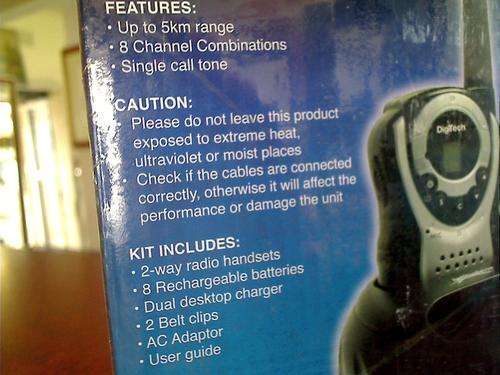 FEATURES:
• Up to 5km range
• 8 Channel Combinations
• Single call tone
CAUTION:
• Please do not leave this product
exposed to extreme heat,
ultraviolet or moist places
• Check if the cables are connected
correctly, otherwise it will affect the
performance or damage the unit
KIT INCLUDES:
• 2-way radio handsets
• 8 Rechargeable batteries
• Dual desktop charger
• 2 Belt clips
• AC Adaptor
• User guide
DigiTech